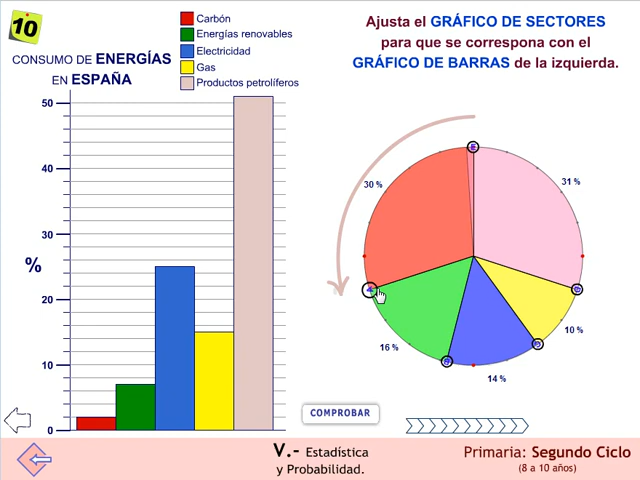 10
CONSUMO DE ENERGÍAS
EN ESPAÑA
Carbón
Energías renovables
Electricidad
Gas
Productos petrolíferos
Ajusta el GRÁFICO DE SECTORES
para que se correspona con el
GRÁFICO DE BARRAS de la izquierda.
50
40
%
20
10
0
30 %
31 %
10 %
14 %
16 %
COMPROBAR
V.- Estadística
y Probabilidad.
Primaria: Segundo Ciclo
(8 a 10 años)